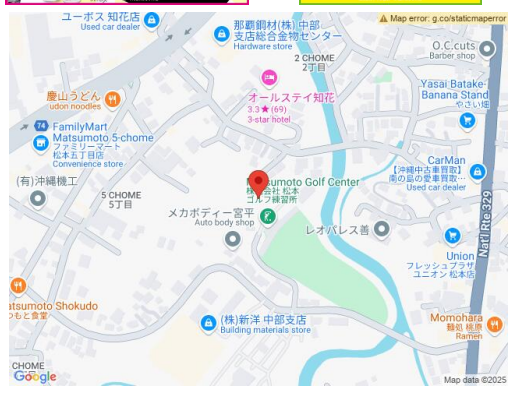 ユーポス 知花店
Used car dealer
那覇鋼材(株) 中部
支店総合合金物センター
Hardware store
Map error: g.co/staticmaperror
2 CHOME
2丁目
O.C.cuts
Barber shop
慶山うどん
udon noodles
オールステイ知花
3.3★(69)
3-star hotel
Yasai Batake
Banana Stand
やさい畑
74 FamilyMart
Matsumoto 5-chome
ファミリーマート
松本五丁目店
Convenience store
CarMan
【沖縄中古車買取】
南の島の愛車買取…
Used car dealer
(有)沖縄機工
5 CHOME
5丁目
Matsumoto Golf Center
株式会社 松本
ゴルフ練習所
メカボディー宮平
Auto body shop
レオパレス善
Nat'l Rte 329
Union
フレッシュプラザ
ユニオン 松本店
atsumoto Shokudo
つもと食堂
(株)新洋 中部支店
Building materials store
Momohara
麺処 桃原
Ramen
CHOME
Google
Map data ©2025